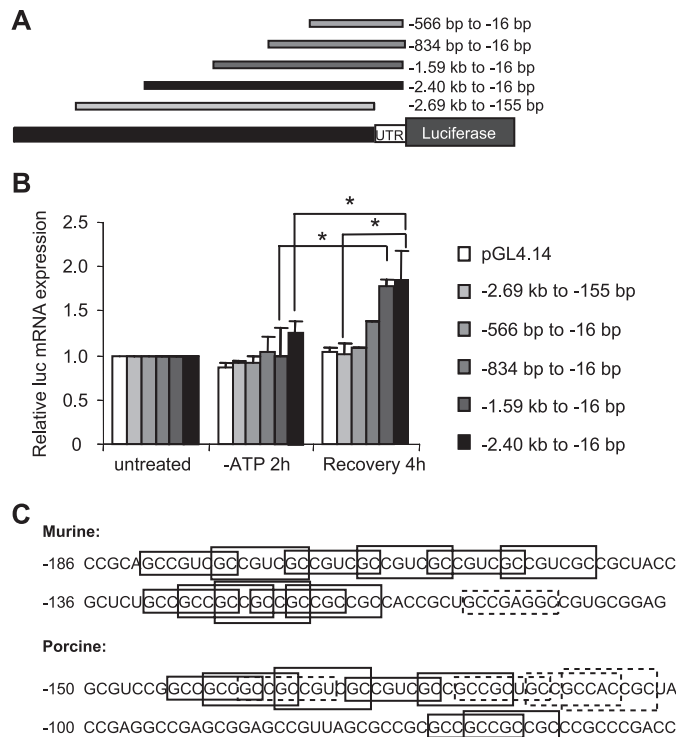 A
-566 bp to -16 bp
-834 bp to -16 bp
-1.59 kb to -16 bp
-2.40 kb to -16 bp
-2.69 kb to -155 bp
UTR Luciferase
B
Relative luc mRNA expression
2.5
2.0
1.5
1.0
0.5
0
* *
*
untreated -ATP 2h Recovery 4h
pGL4.14
-2.69 kb to -155 bp
-566 bp to -16 bp
-834 bp to -16 bp
-1.59 kb to -16 bp
-2.40 kb to -16 bp
C
Murine:
-186 CCGCAGCCGUCGCCGUCGCCGUCGCCGUCGCCGUCGCCGUCGCCGCUACC
-136 GCUCUGCCGCCGCCGCCGCCGCCGCCACCGCUGCCGAGGCCGUGCGGAG
Porcine:
-150 GCGUCCGGCCGCCGCCGCCGUCGCCGUCGCCGCCGCUGCCGCCACCGCUA
-100 CCGAGGCCGAGCGGAGCCGUUAGCGCCGCGCCGCCGCCGCCCGCCCGACC